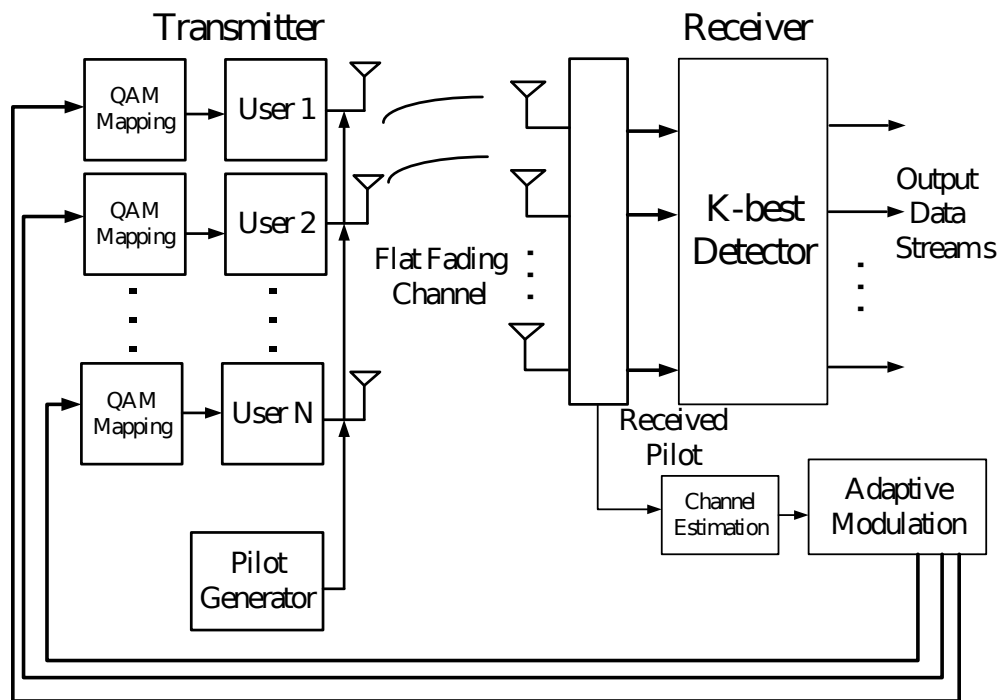 Transmitter
Receiver
QAM
Mapping
User 1
QAM
Mapping
User 2
Flat Fading
Channel
K-best
Detector
Output
Data
Streams
QAM
Mapping
User N
Received
Pilot
Channel
Estimation
Adaptive
Modulation
Pilot
Generator